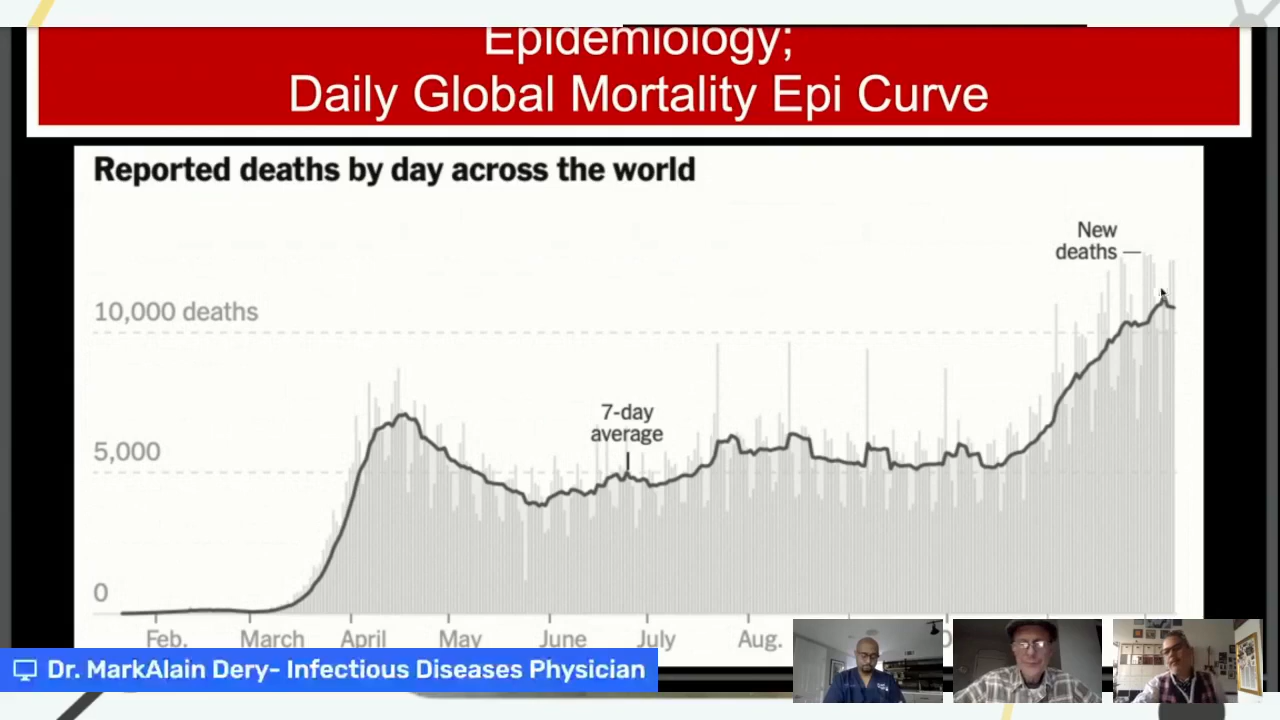 Epidemiology;
Daily Global Mortality Epi Curve
Reported deaths by day across the world
New
deaths
10,000 deaths
7-day
average
5,000
0
Feb.
March
April
May
June
July
Aug.
Dr. MarkAlain Dery- Infectious Diseases Physician